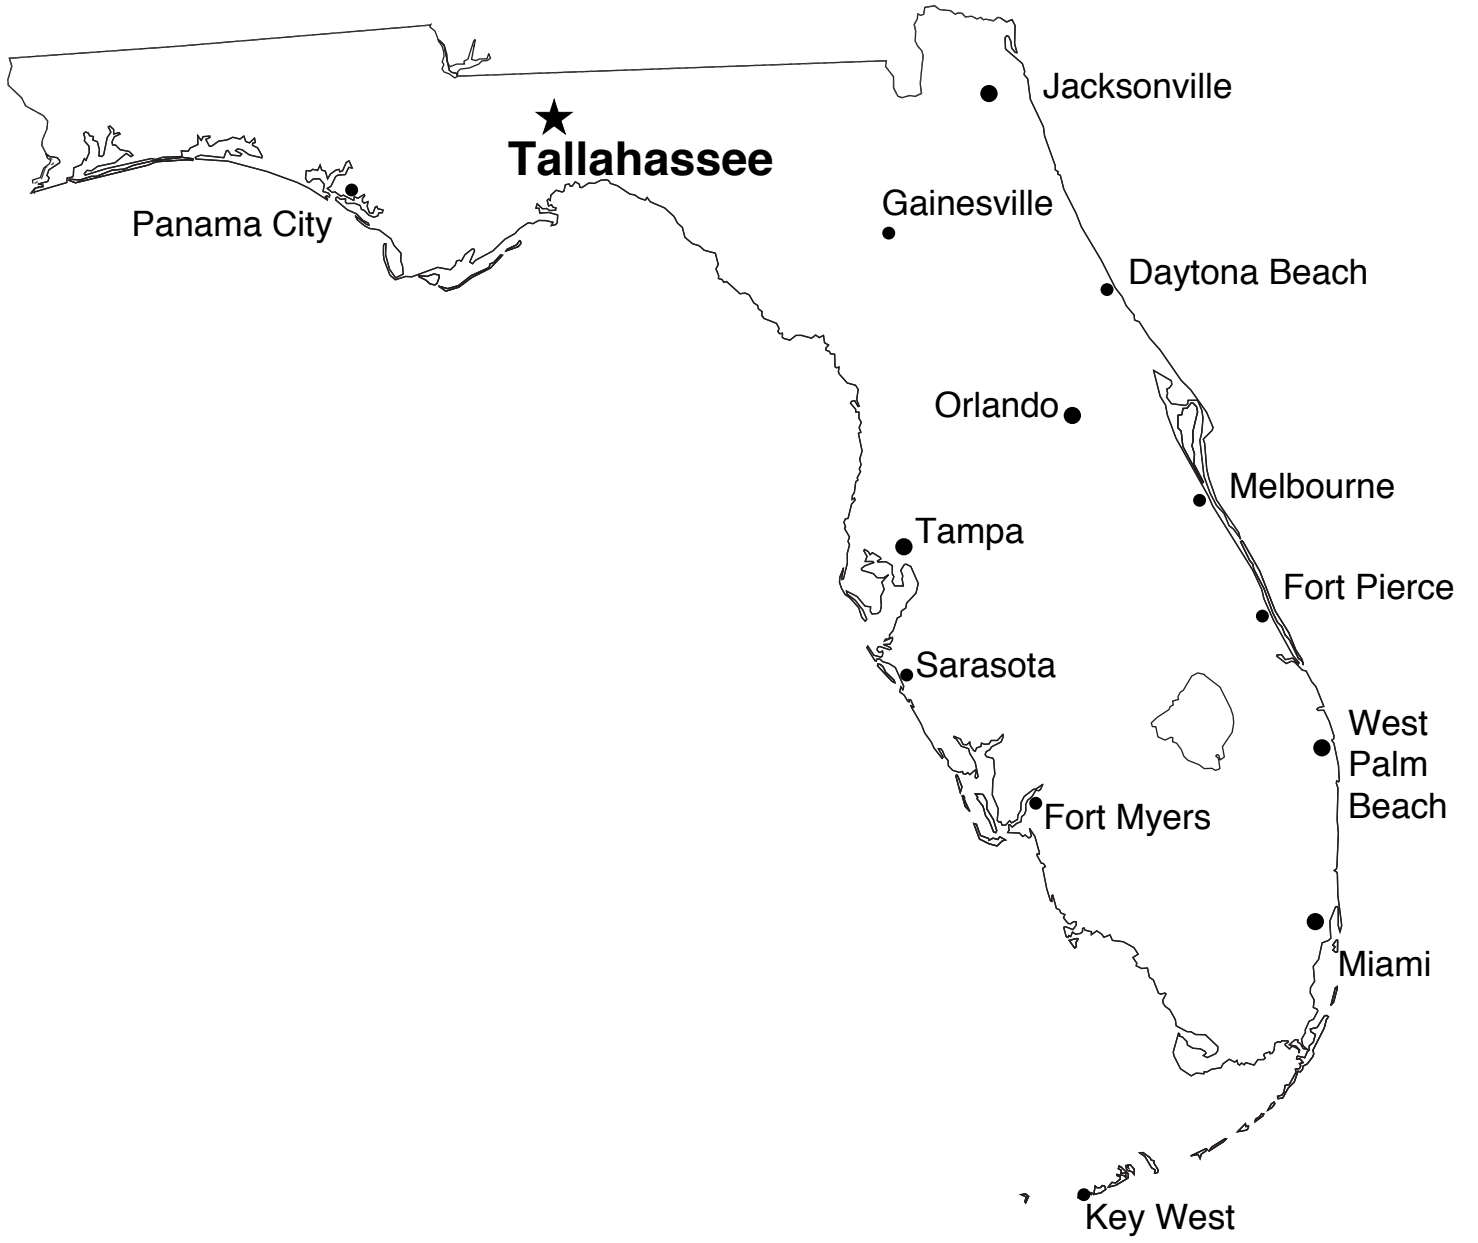 Jacksonville
Tallahassee
Gainesville
Panama City
Daytona Beach
Orlando
Melbourne
Tampa
Fort Pierce
Sarasota
West
Palm
Beach
Fort Myers
Miami
Key West